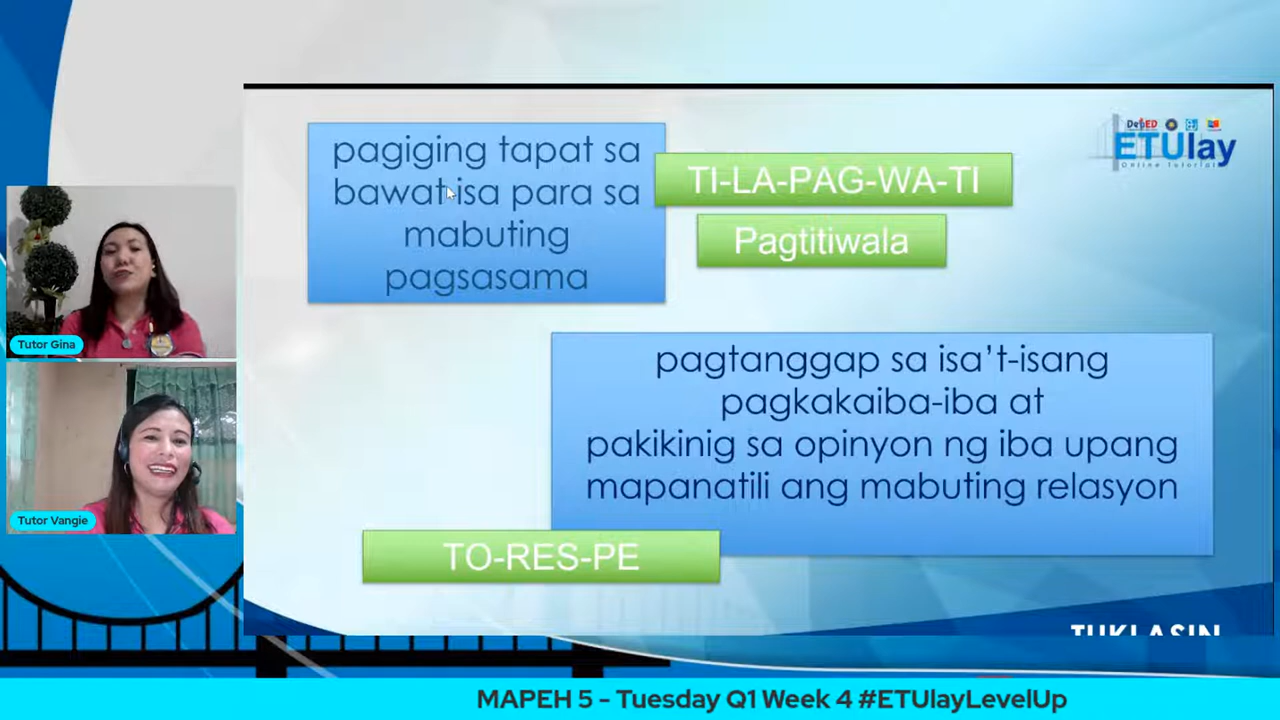 pagiging tapat sa
bawat isa para sa
mabuting
pagsasama
TI-LA-PAG-WA-TI
Pagtitiwala
DepED
ETUlay
Online Tutorial
pagtanggap sa isa’t-isang
pagkakaiba-iba at
pakikinig sa opinyon ng iba upang
mapanatili ang mabuting relasyon
TO-RES-PE
TUKLASIN
Tutor Gina
Tutor Vangie
MAPEH 5 - Tuesday Q1 Week 4 #ETUlayLevelUp